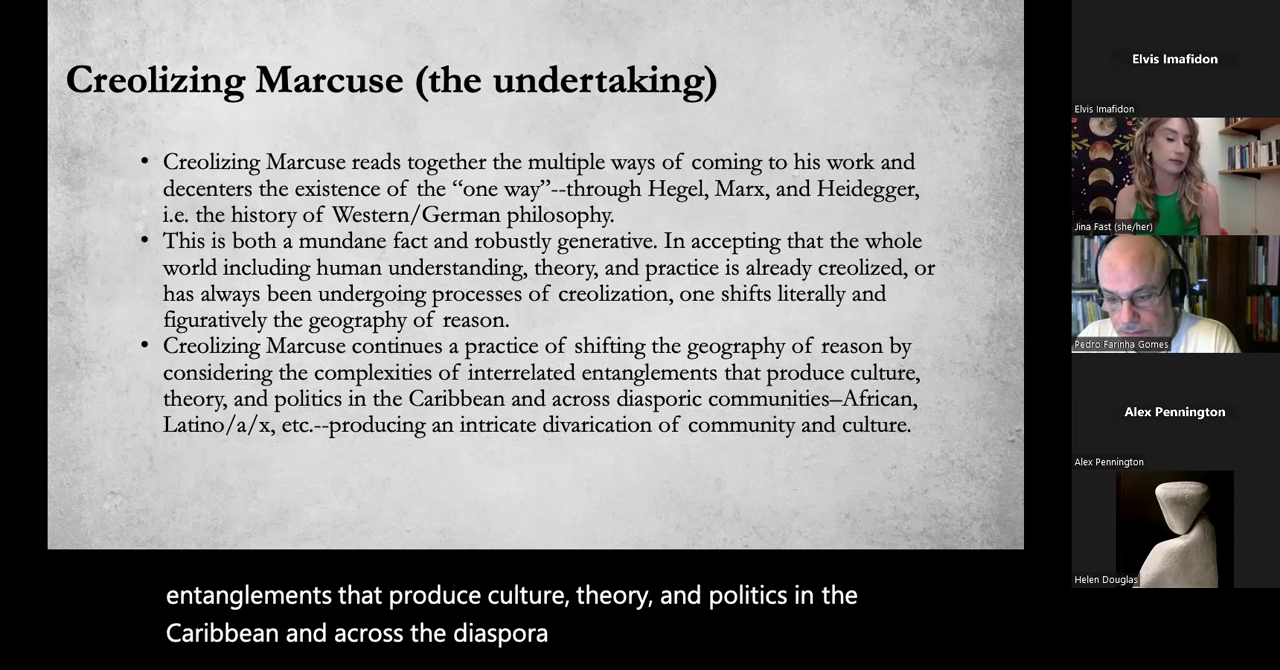 Creolizing Marcuse (the undertaking)
• Creolizing Marcuse reads together the multiple ways of coming to his work and
decenters the existence of the “one way”--through Hegel, Marx, and Heidegger,
i.e. the history of Western/German philosophy.
• This is both a mundane fact and robustly generative. In accepting that the whole
world including human understanding, theory, and practice is already creolized, or
has always been undergoing processes of creolization, one shifts literally and
figuratively the geography of reason.
• Creolizing Marcuse continues a practice of shifting the geography of reason by
considering the complexities of interrelated entanglements that produce culture,
theory, and politics in the Caribbean and across diasporic communities–African,
Latino/a/x, etc.--producing an intricate divarication of community and culture.
entanglements that produce culture, theory, and politics in the
Caribbean and across the diaspora
Elvis Imafidon
Elvis Imafidon
Jina Fast (she/her)
Pedro Farinha Gomes
Alex Pennington
Alex Pennington
Helen Douglas